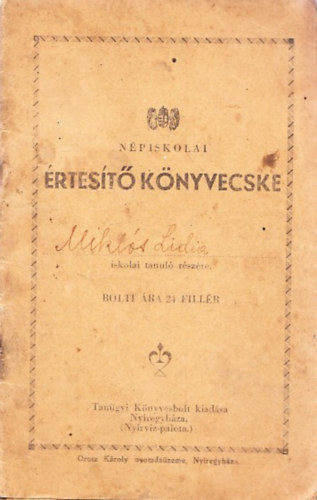 NÉPISKOLAI
ÉRTESÍTŐ KÖNYVECSKE
Miklós Lidia
iskolai tanuló részére.
BOLTI ÁRA 24 FILLÉR
Tanügyi Könyvesbolt kiadása
Nyíregyháza.
(Nyírvíz-palota.)
Orosz Károly nyomdaüzeme, Nyíregyháza.